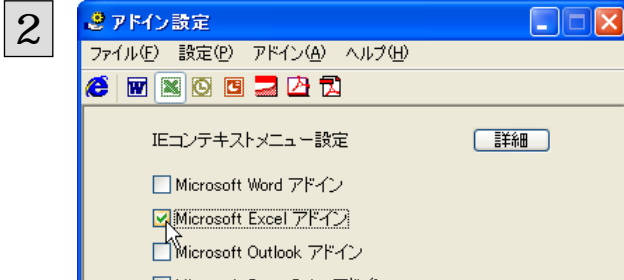 2
アドイン設定
ファイル(F) 設定(P) アドイン(A) ヘルプ(H)
IEコンテキストメニュー設定 詳細
Microsoft Word アドイン
Microsoft Excel アドイン
Microsoft Outlook アドイン